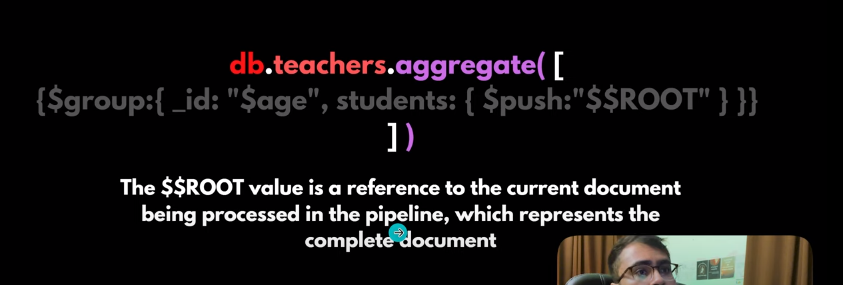 db.teachers.aggregate( [
{$group:{ _id: "$age", students: { $push:"$$ROOT" } }}
] )
The $$ROOT value is a reference to the current document
being processed in the pipeline, which represents the
complete document